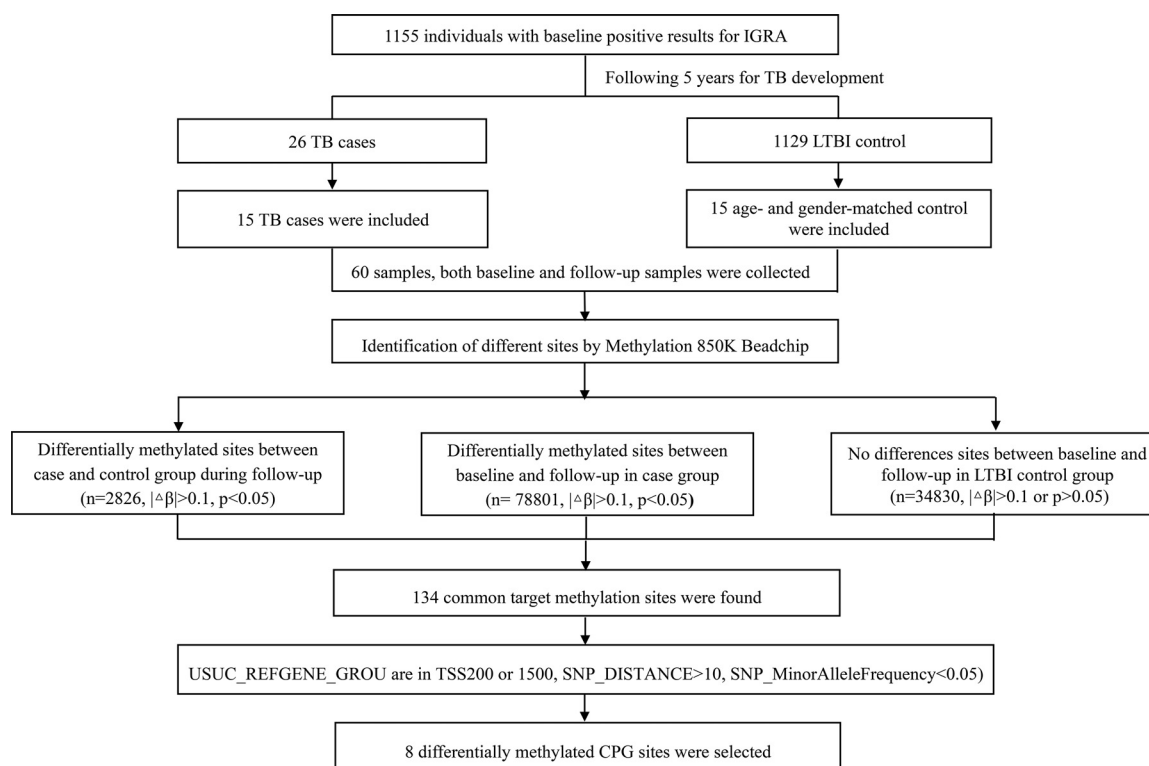 1155 individuals with baseline positive results for IGRA
Following 5 years for TB development
26 TB cases
1129 LTBI control
15 TB cases were included
15 age- and gender-matched control
were included
60 samples, both baseline and follow-up samples were collected
Identification of different sites by Methylation 850K Beadchip
Differentially methylated sites between
case and control group during follow-up
(n=2826, |△β|>0.1, p<0.05)
Differentially methylated sites between
baseline and follow-up in case group
(n= 78801, |△β|>0.1, p<0.05)
No differences sites between baseline and
follow-up in LTBI control group
(n=34830, |△β|>0.1 or p>0.05)
134 common target methylation sites were found
USUC_REFGENE_GROU are in TSS200 or 1500, SNP_DISTANCE>10, SNP_MinorAlleleFrequency<0.05)
8 differentially methylated CPG sites were selected